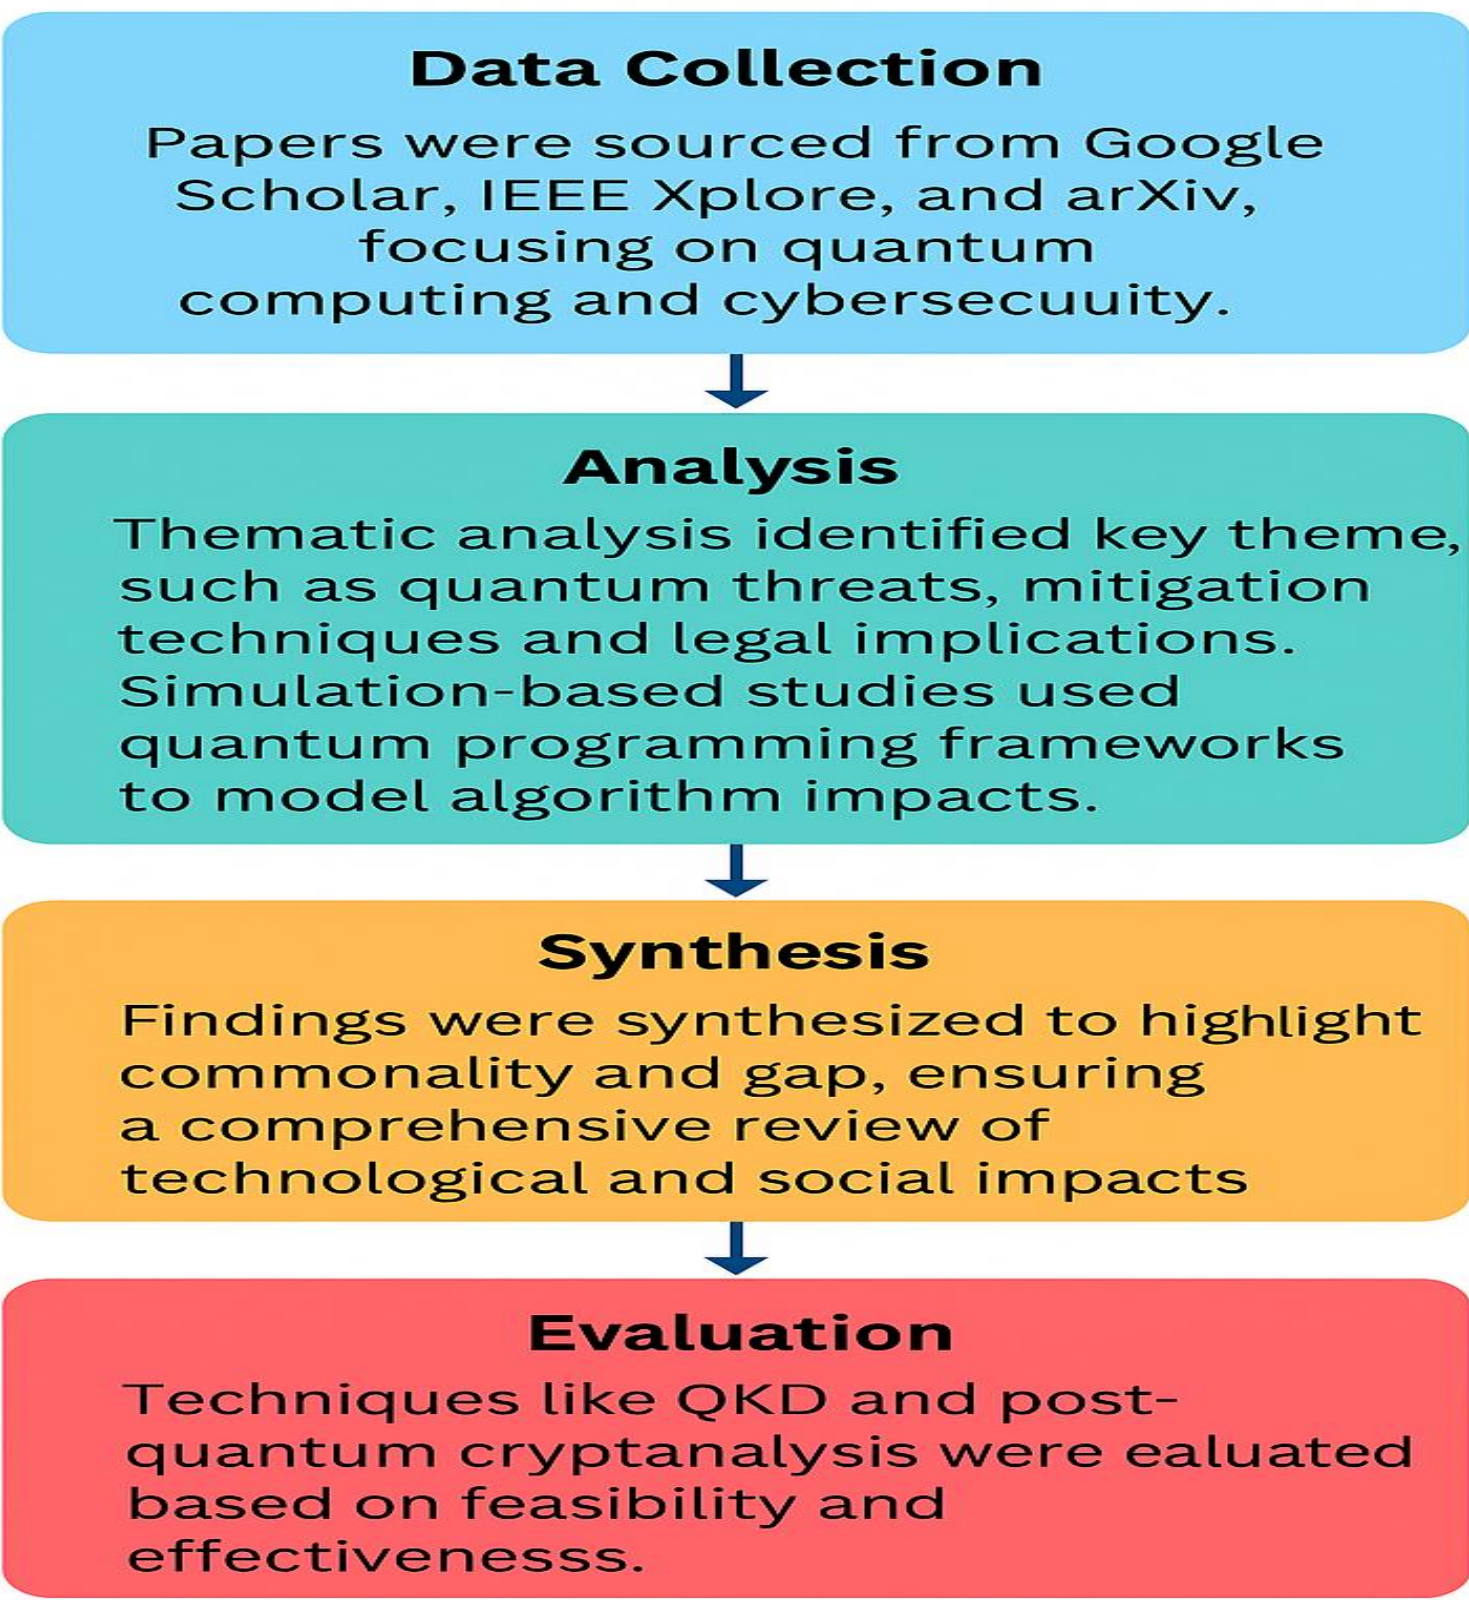 Data Collection
Papers were sourced from Google
Scholar, IEEE Xplore, and arXiv,
focusing on quantum
computing and cybersecuuity.
Analysis
Thematic analysis identified key theme,
such as quantum threats, mitigation
techniques and legal implications.
Simulation-based studies used
quantum programming frameworks
to model algorithm impacts.
Synthesis
Findings were synthesized to highlight
commonality and gap, ensuring
a comprehensive review of
technological and social impacts
Evaluation
Techniques like QKD and post-
quantum cryptanalysis were ealuated
based on feasibility and
effectivenesss.